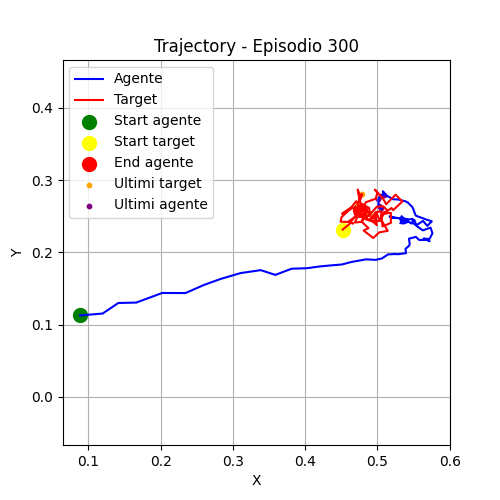 Trajectory - Episodio 300
Agente
Target
Start agente
Start target
End agente
Ultimi target
Ultimi agente
Y
0.4
0.3
0.2
0.1
0.0
0.1 0.2 0.3 0.4 0.5 0.6
X